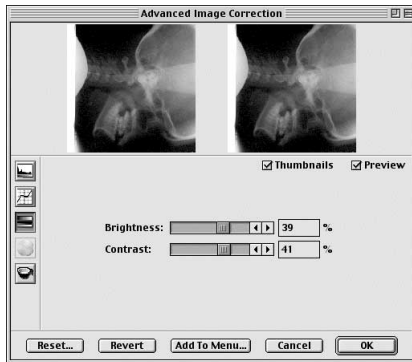 Advanced Image Correction
Thumbnails Preview
Brightness: 39 %
Contrast: 41 %
Reset... Revert Add To Menu... Cancel OK